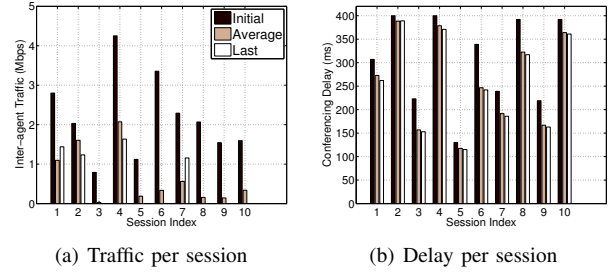 5
4
3
2
1
0
Inter-agent Traffic (Mbps)
Initial
Average
Last
1 2 3 4 5 6 7 8 9 10
Session Index
(a) Traffic per session
400
350
300
250
200
150
100
50
0
Conferencing Delay (ms)
1 2 3 4 5 6 7 8 9 10
Session Index
(b) Delay per session